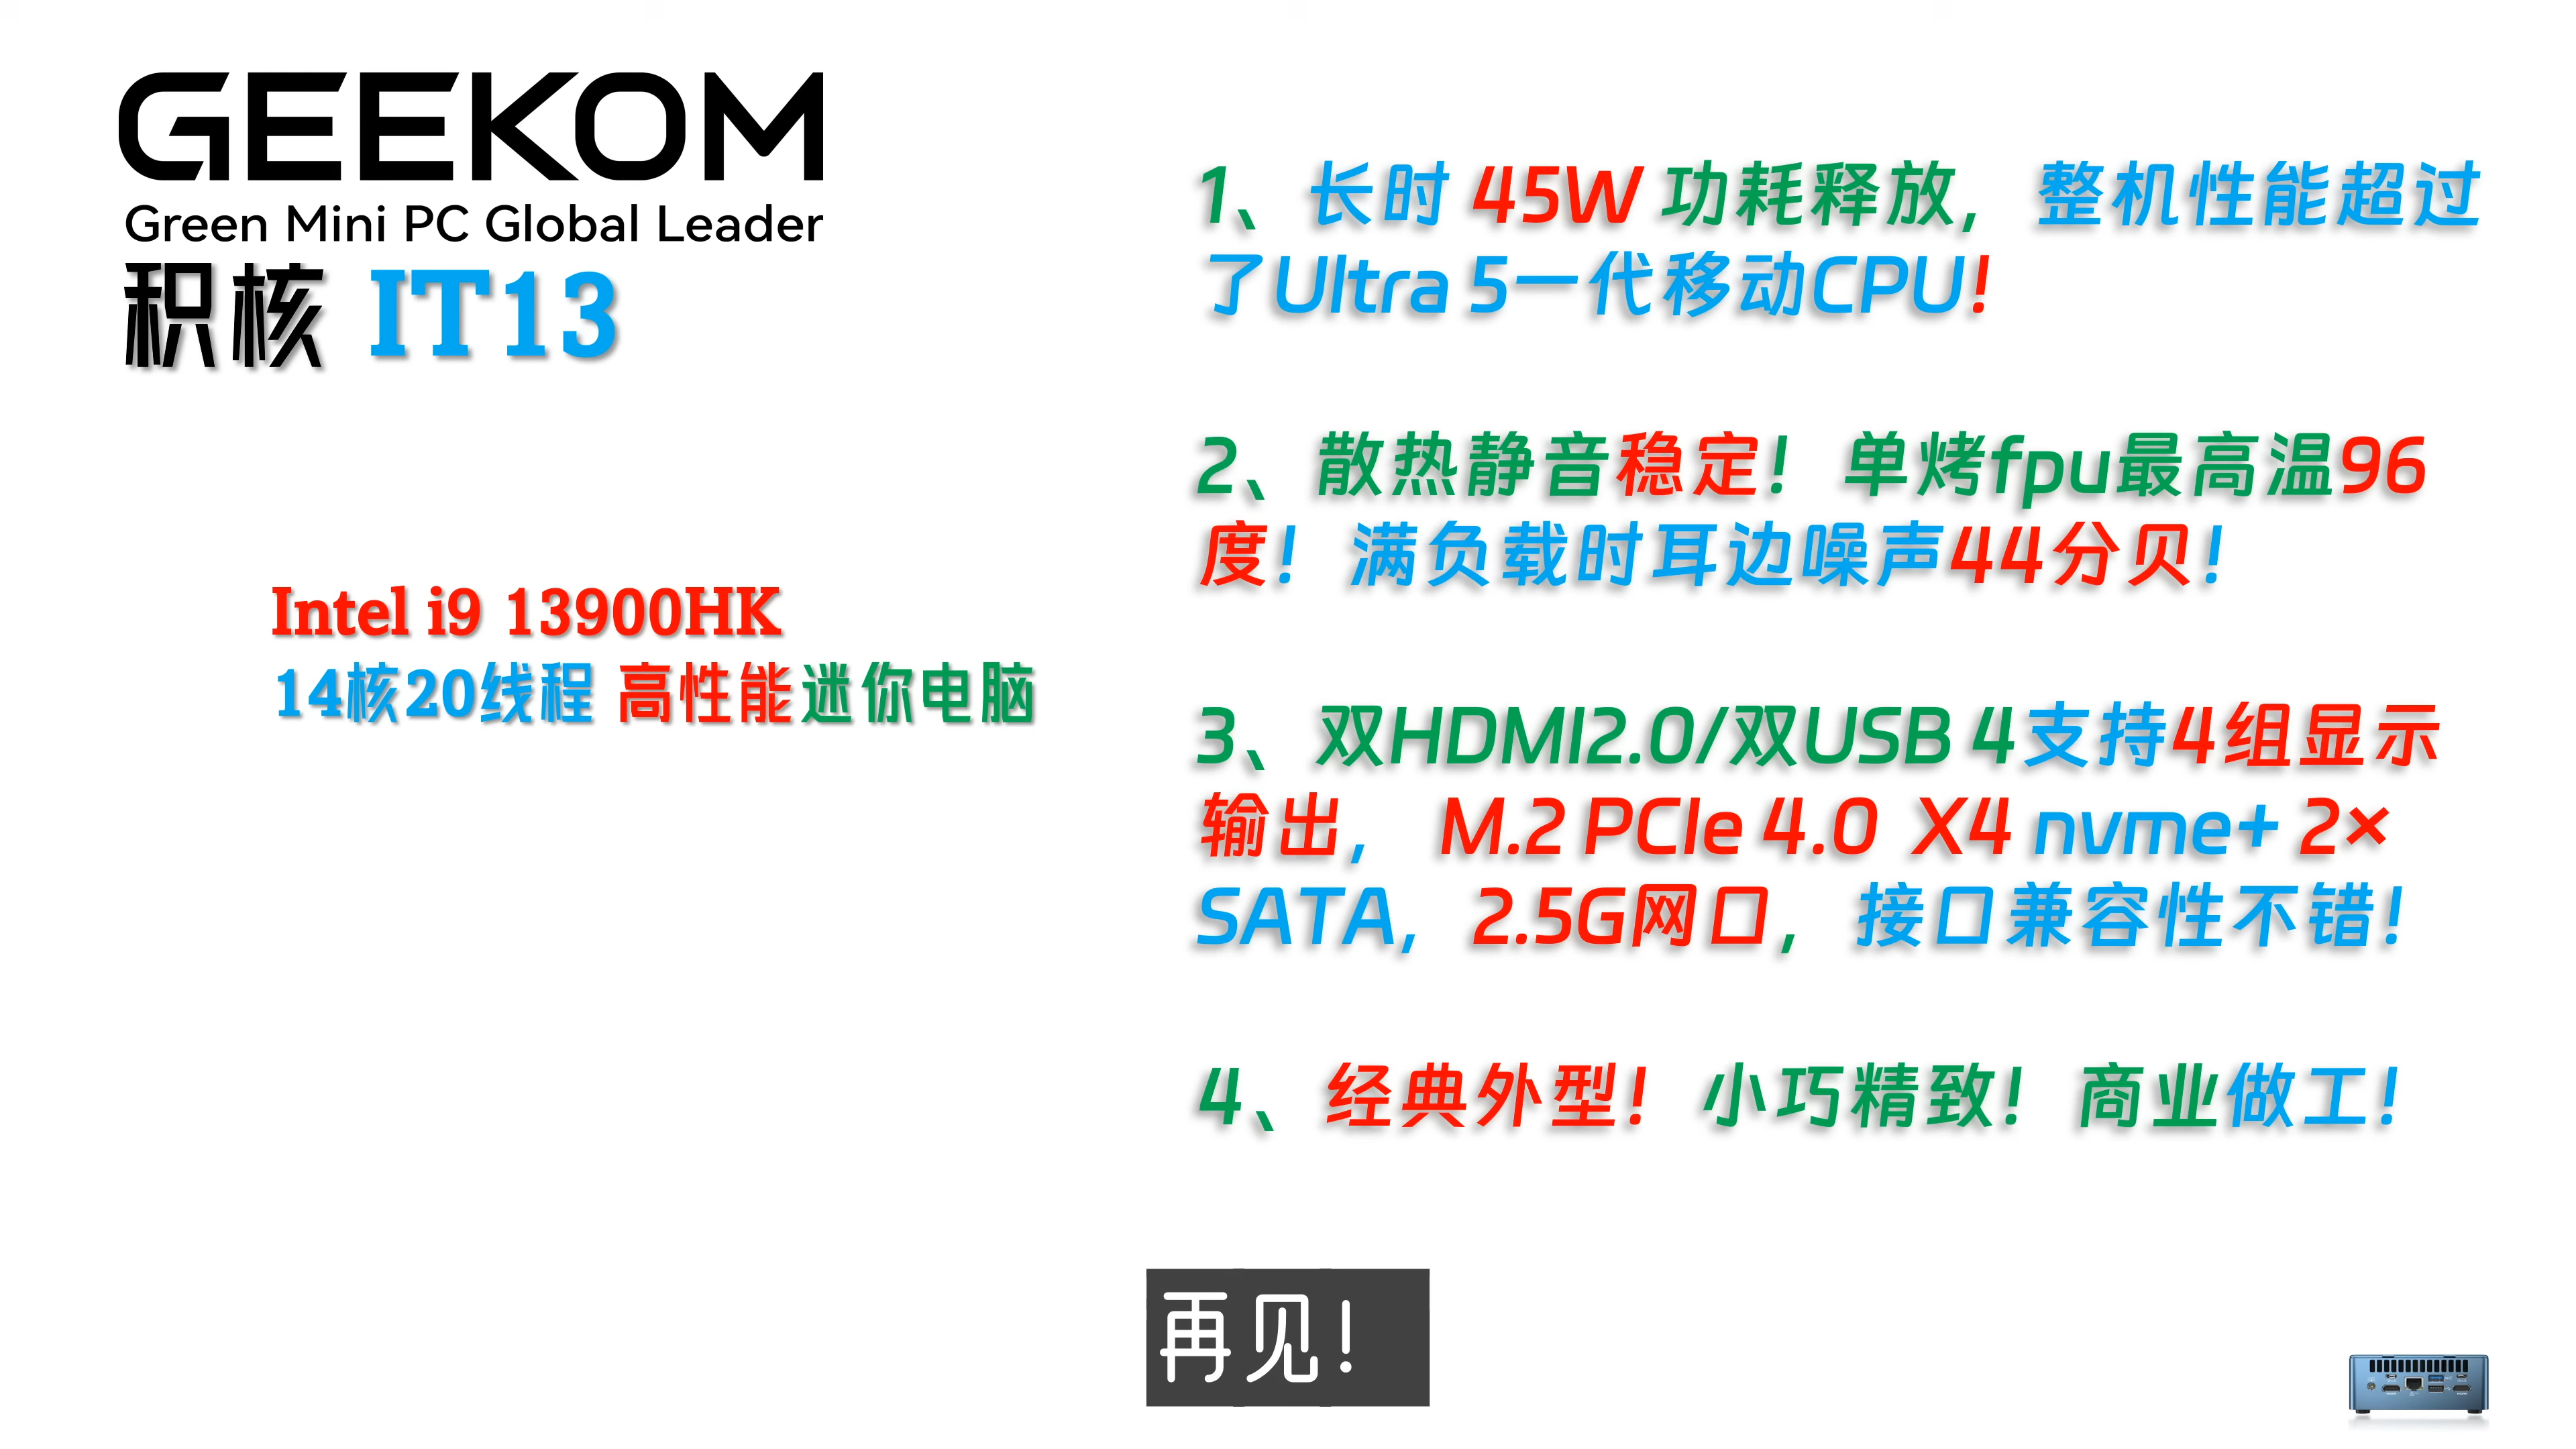 GEEKOM
Green Mini PC Global Leader
积核 IT13
Intel i9 13900HK
14核20线程 高性能迷你电脑
1、长时 45W 功耗释放，整机性能超过
了Ultra 5一代移动CPU！
2、散热静音稳定！单烤fpu最高温96
度！满负载时耳边噪声44分贝！
3、双HDMI2.0/双USB 4支持4组显示
输出，M.2 PCIe 4.0 X4 nvme+ 2×
SATA，2.5G网口，接口兼容性不错！
4、经典外型！小巧精致！商业做工！
再见！